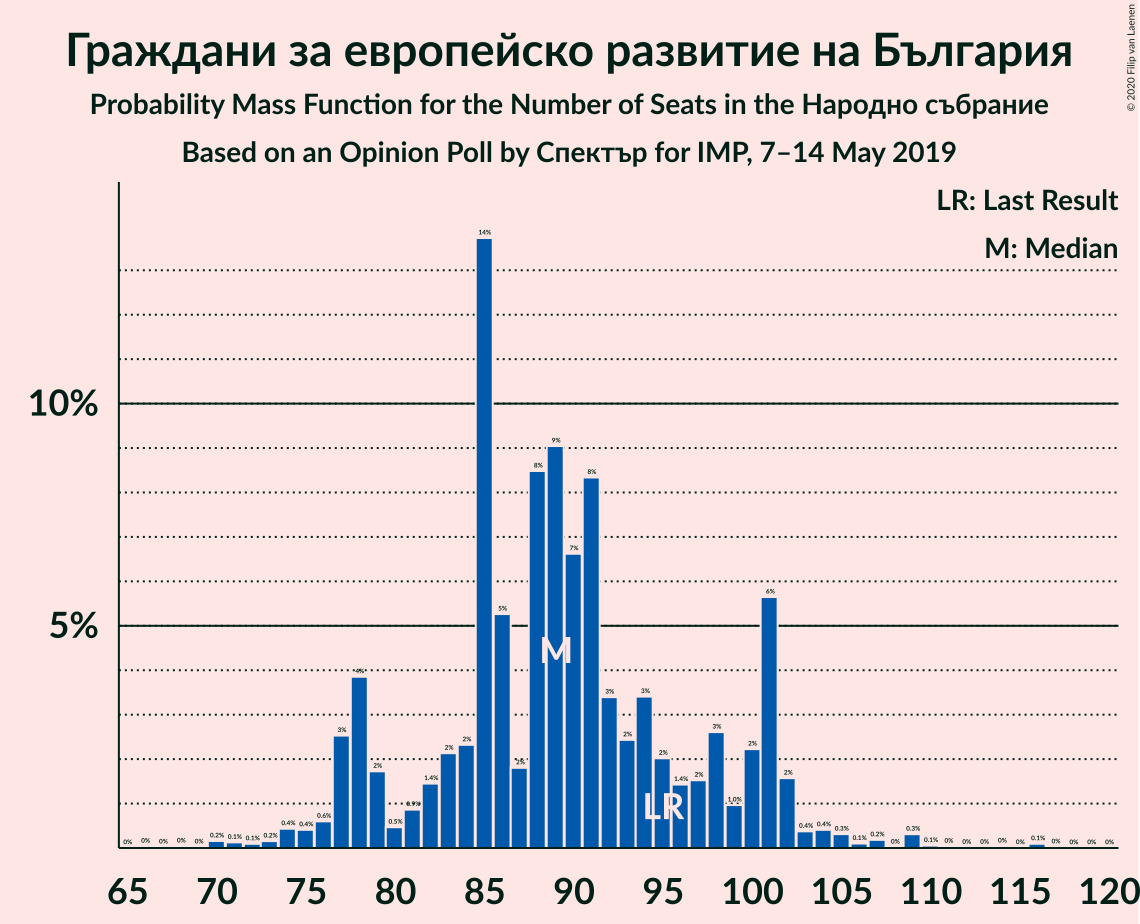 Граждани за европейско развитие на България
Probability Mass Function for the Number of Seats in the Народно събрание
Based on an Opinion Poll by Спектър for IMP, 7–14 May 2019
© 2020 Filip van Laenen
LR: Last Result
M: Median
14%
10%
9%
8% 8%
7%
6%
5%
5%
M
4%
3% 3% 3% 3%
2% 2% 2% 2% 2% 2% 2% 2% 2% 2%
1.4% 1.4%
LR
0.9% 1.0%
0% 0% 0% 0% 0% 0.2% 0.1% 0.1% 0.2% 0.4% 0.4% 0.6% 0.5% 0.4% 0.4% 0.3% 0.1% 0.2% 0% 0.3% 0.1% 0% 0% 0% 0% 0% 0.1% 0% 0% 0% 0%
65 70 75 80 85 90 95 100 105 110 115 120